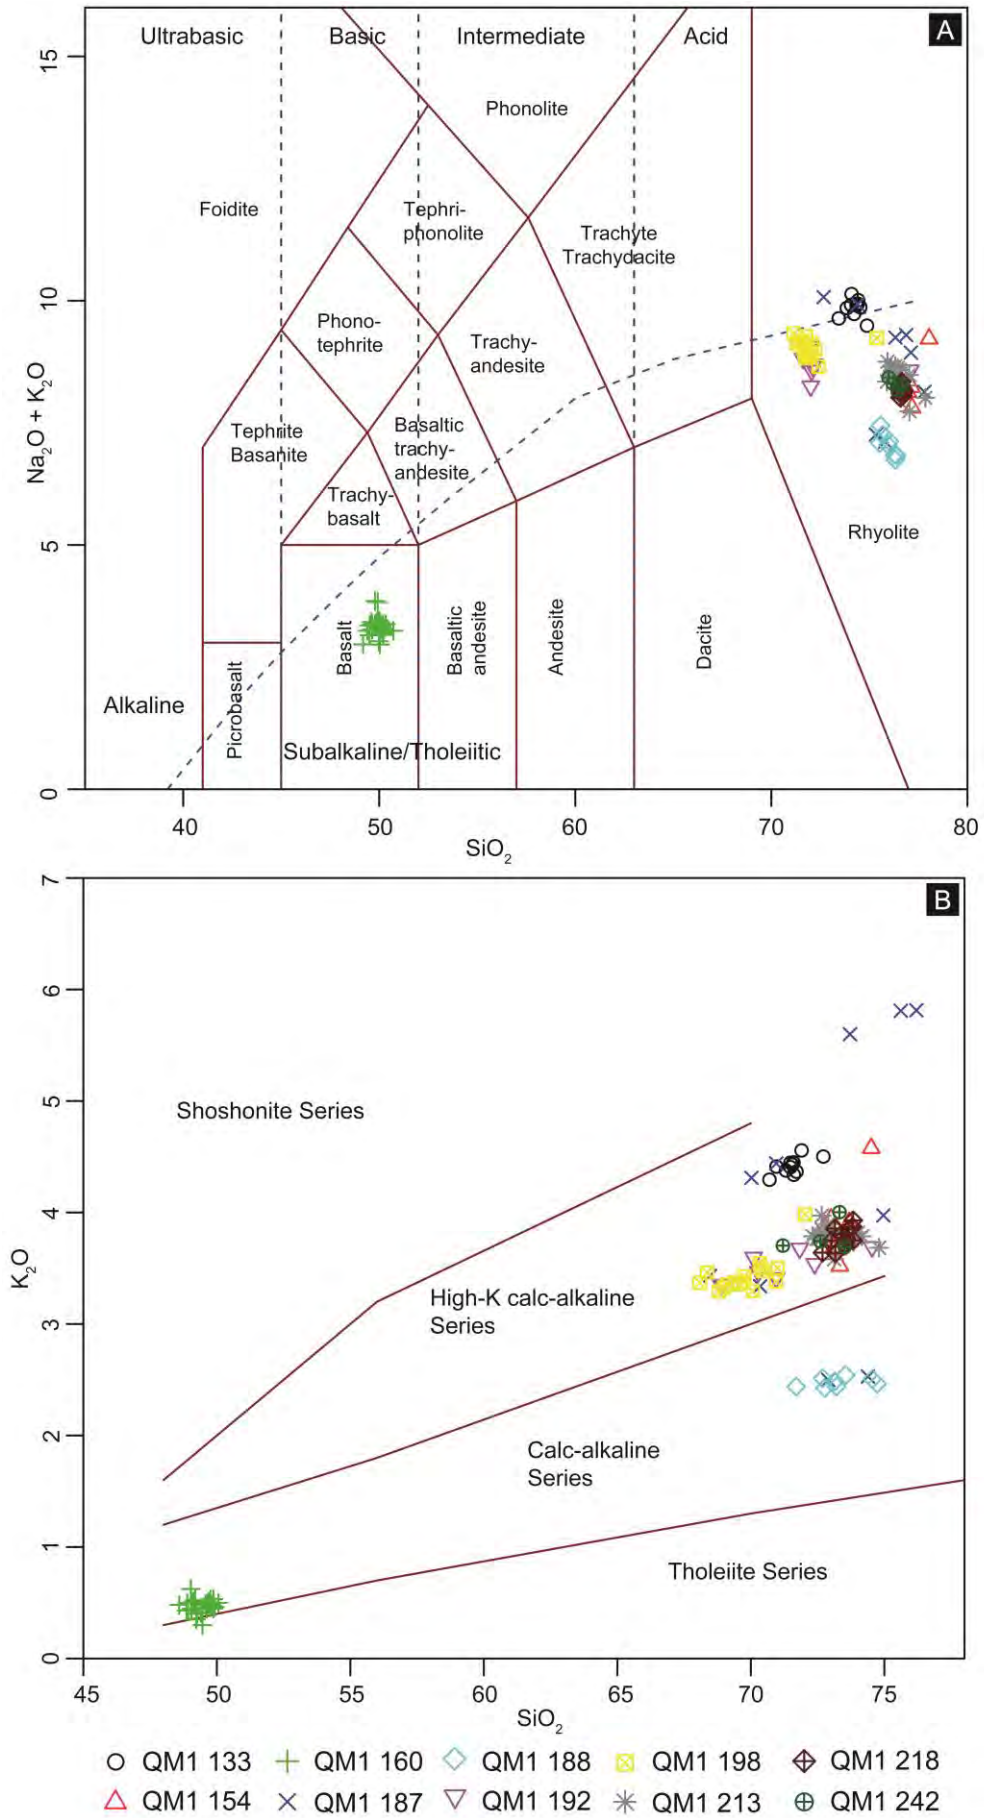 A
Ultrabasic
Basic
Intermediate
Acid
Phonolite
Foidite
Tephri-
phonolite
Trachyte
Trachydacite
Phono-
tephrite
Trachy-
andesite
Tephrite
Basanite
Basaltic
trachy-
andesite
Trachy-
basalt
Rhyolite
Basalt
Basaltic
andesite
Andesite
Dacite
Picrobasalt
Alkaline
Subalkaline/Tholeiitic
Na₂O + K₂O
15
10
5
0
40
50
60
70
80
SiO₂
B
7
6
5
4
3
2
1
0
K₂O
Shoshonite Series
High-K calc-alkaline
Series
Calc-alkaline
Series
Tholeiite Series
45
50
55
60
65
70
75
SiO₂
QM1 133 QM1 160 QM1 188 QM1 198 QM1 218
QM1 154 QM1 187 QM1 192 QM1 213 QM1 242